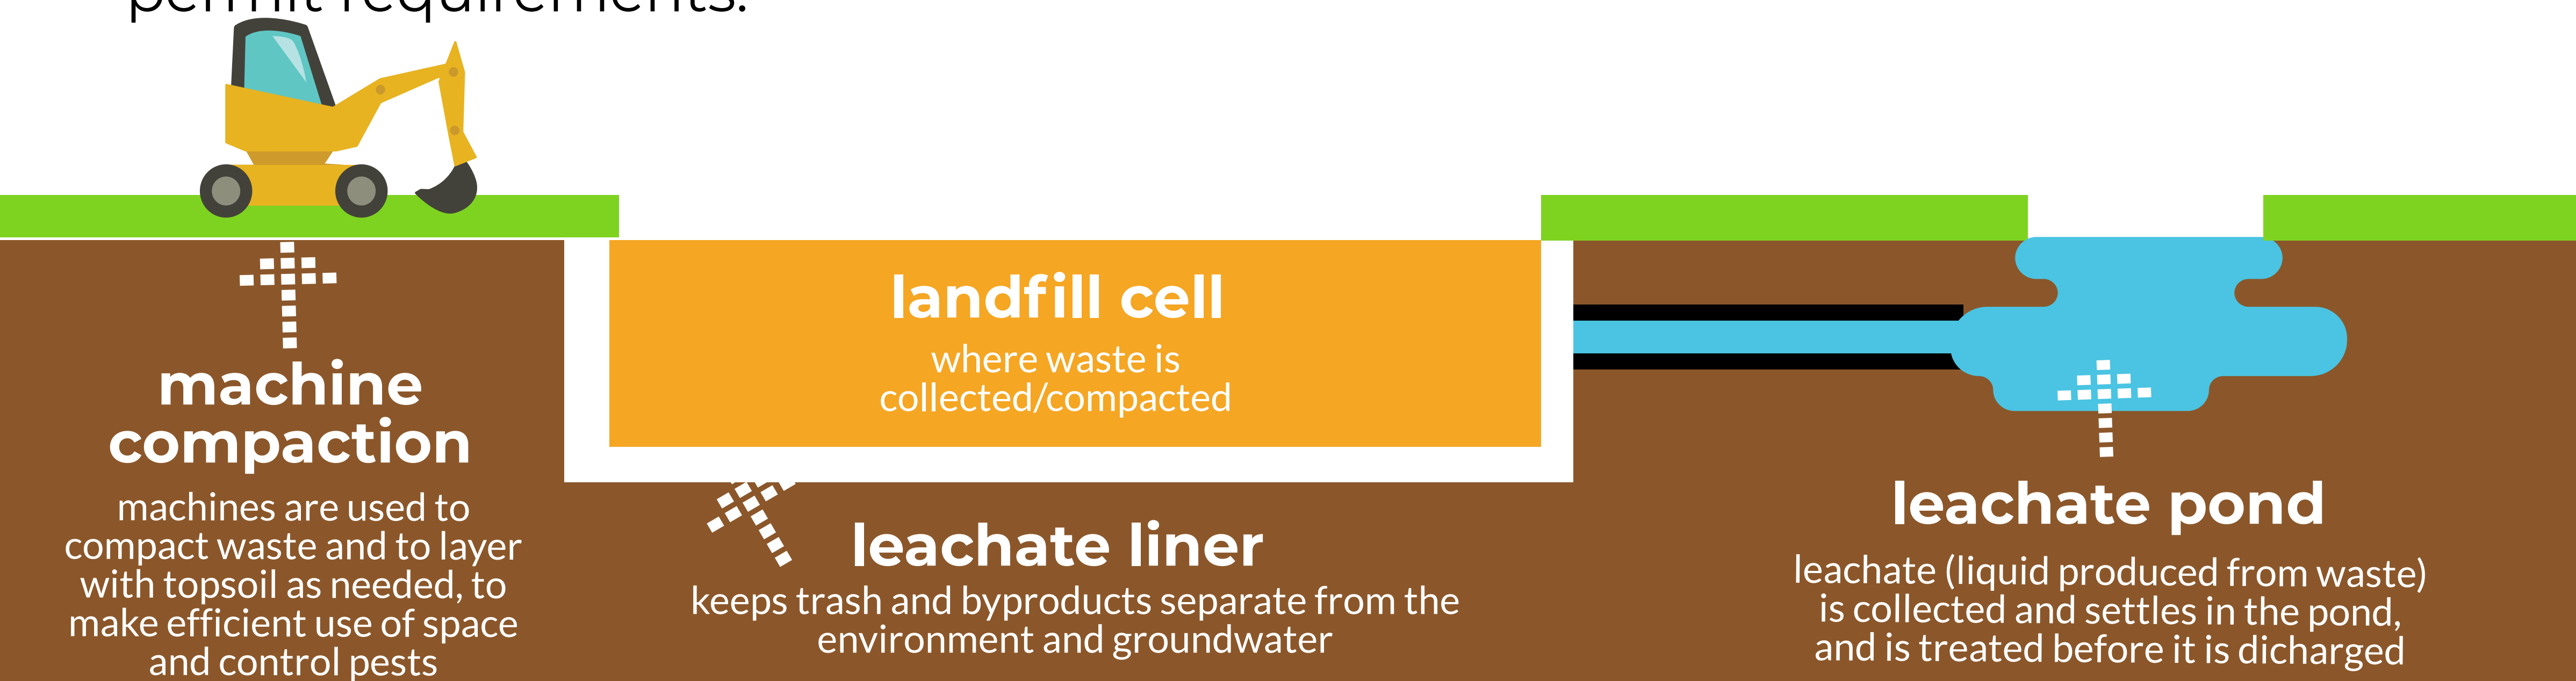 permit requirements.
landfill cell
where waste is
collected/compacted
machine
compaction
machines are used to
compact waste and to layer
with topsoil as needed, to
make efficient use of space
and control pests
leachate liner
keeps trash and byproducts separate from the
environment and groundwater
leachate pond
leachate (liquid produced from waste)
is collected and settles in the pond,
and is treated before it is dicharged